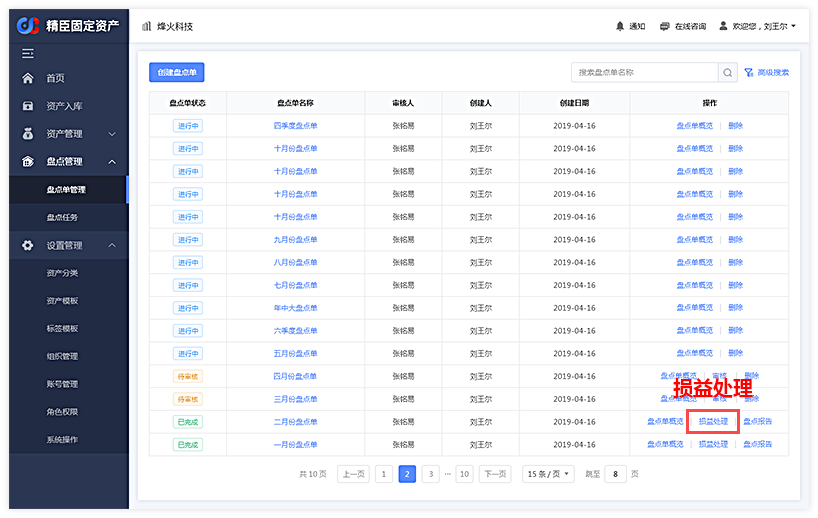 精臣固定资产
烽火科技
通知
在线咨询
欢迎您，刘王尔
首页
资产入库
资产管理
盘点管理
盘点单管理
盘点任务
设置管理
资产分类
资产模板
标签模板
组织管理
账号管理
角色权限
系统操作
创建盘点单
搜索盘点单名称
高级搜索
盘点单状态 盘点单名称 审核人 创建人 创建日期 操作
进行中 四季度盘点单 张铭易 刘王尔 2019-04-16 盘点单概览 | 删除
进行中 十月份盘点单 张铭易 刘王尔 2019-04-16 盘点单概览 | 删除
进行中 十月份盘点单 张铭易 刘王尔 2019-04-16 盘点单概览 | 删除
进行中 十月份盘点单 张铭易 刘王尔 2019-04-16 盘点单概览 | 删除
进行中 十月份盘点单 张铭易 刘王尔 2019-04-16 盘点单概览 | 删除
进行中 九月份盘点单 张铭易 刘王尔 2019-04-16 盘点单概览 | 删除
进行中 八月份盘点单 张铭易 刘王尔 2019-04-16 盘点单概览 | 删除
进行中 七月份盘点单 张铭易 刘王尔 2019-04-16 盘点单概览 | 删除
进行中 年中大盘点单 张铭易 刘王尔 2019-04-16 盘点单概览 | 删除
进行中 六季度盘点单 张铭易 刘王尔 2019-04-16 盘点单概览 | 删除
进行中 五月份盘点单 张铭易 刘王尔 2019-04-16 盘点单概览 | 删除
待审核 四月份盘点单 张铭易 刘王尔 2019-04-16 盘点单概览 | 审核 | 删除
损益处理
待审核 三月份盘点单 张铭易 刘王尔 2019-04-16 盘点单概览 | 审核 | 删除
已完成 二月份盘点单 张铭易 刘王尔 2019-04-16 盘点单概览 | 损益处理 | 盘点报告
已完成 一月份盘点单 张铭易 刘王尔 2019-04-16 盘点单概览 | 损益处理 | 盘点报告
共 10 页 上一页 1 2 3 ··· 10 下一页 15 条 / 页 跳至 8 页